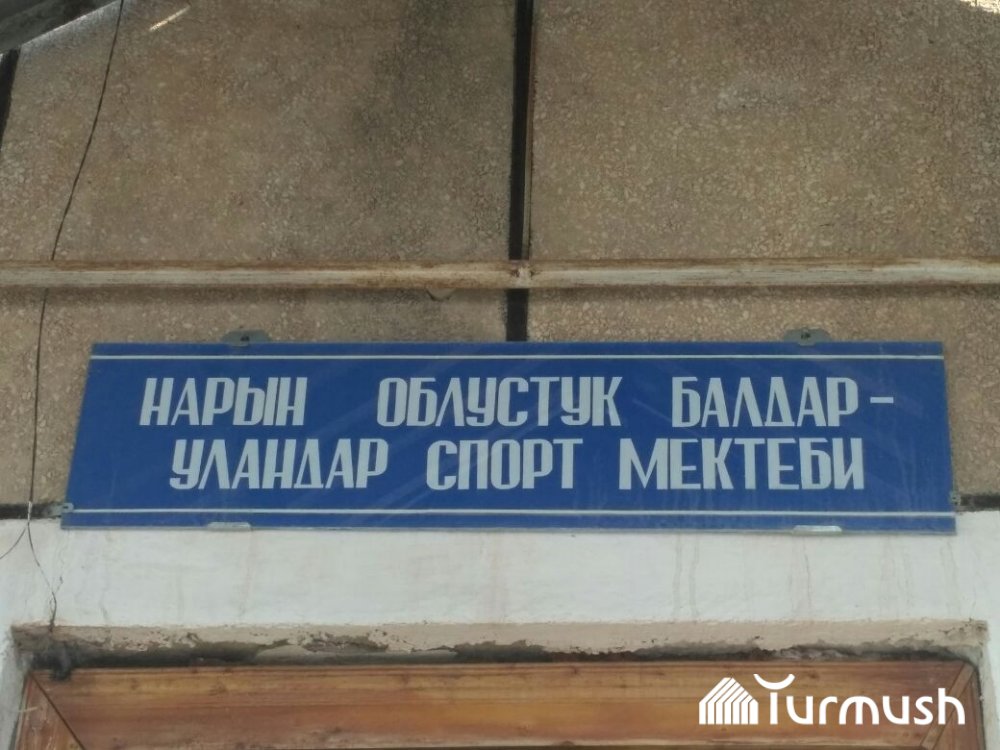 НАРЫН ОБЛУСТУК БАЛДАР-
УЛАНДАР СПОРТ МЕКТЕБИ
Turmush